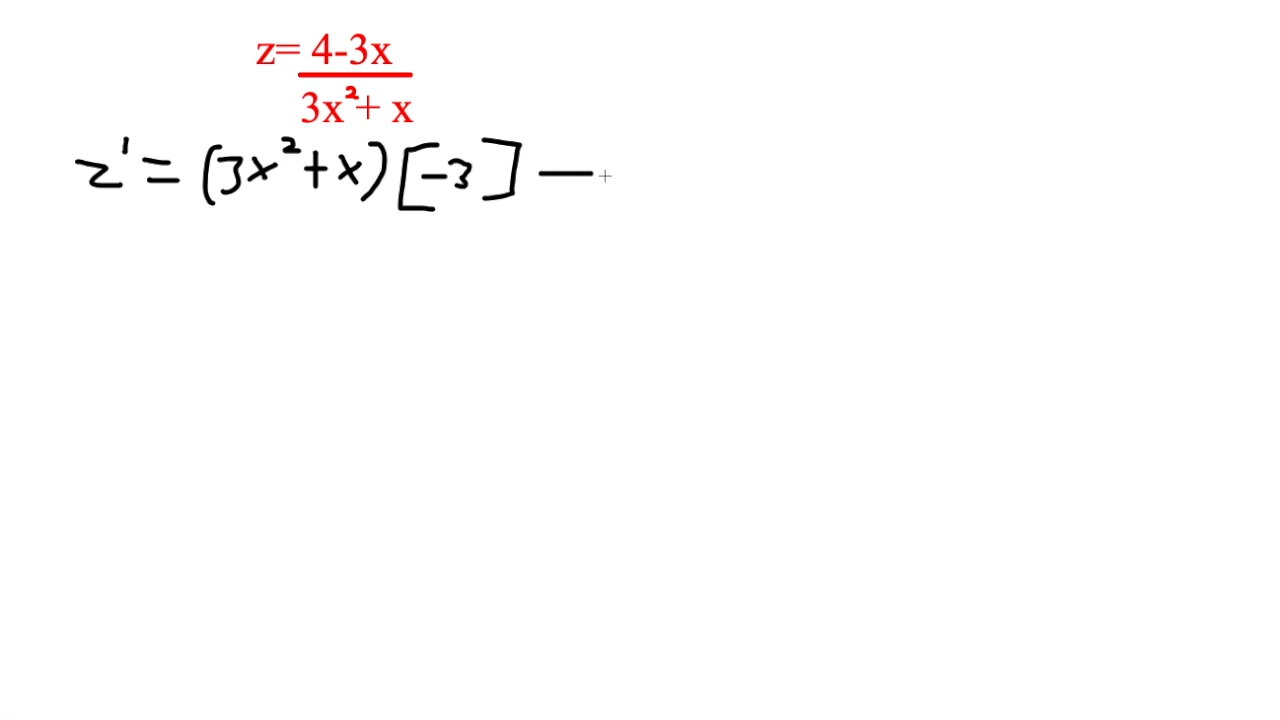 z= 4-3x
3x²+ x
z' = (3x²+x)[-3] —